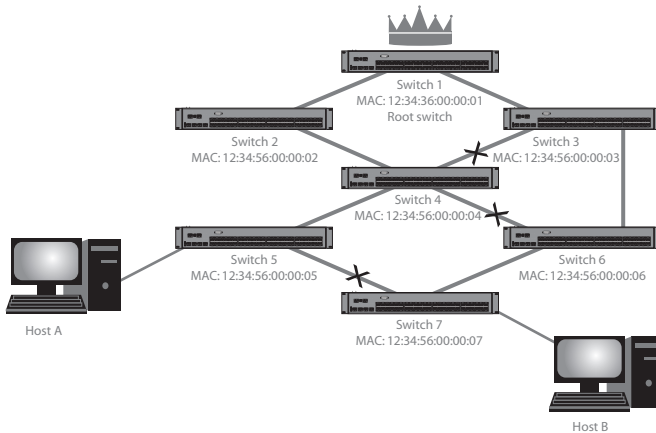 Switch 1
MAC: 12:34:36:00:00:01
Root switch
Switch 2
MAC: 12:34:56:00:00:02
Switch 3
MAC: 12:34:56:00:00:03
Switch 4
MAC: 12:34:56:00:00:04
Switch 5
MAC: 12:34:56:00:00:05
Switch 6
MAC: 12:34:56:00:00:06
Host A
Switch 7
MAC: 12:34:56:00:00:07
Host B